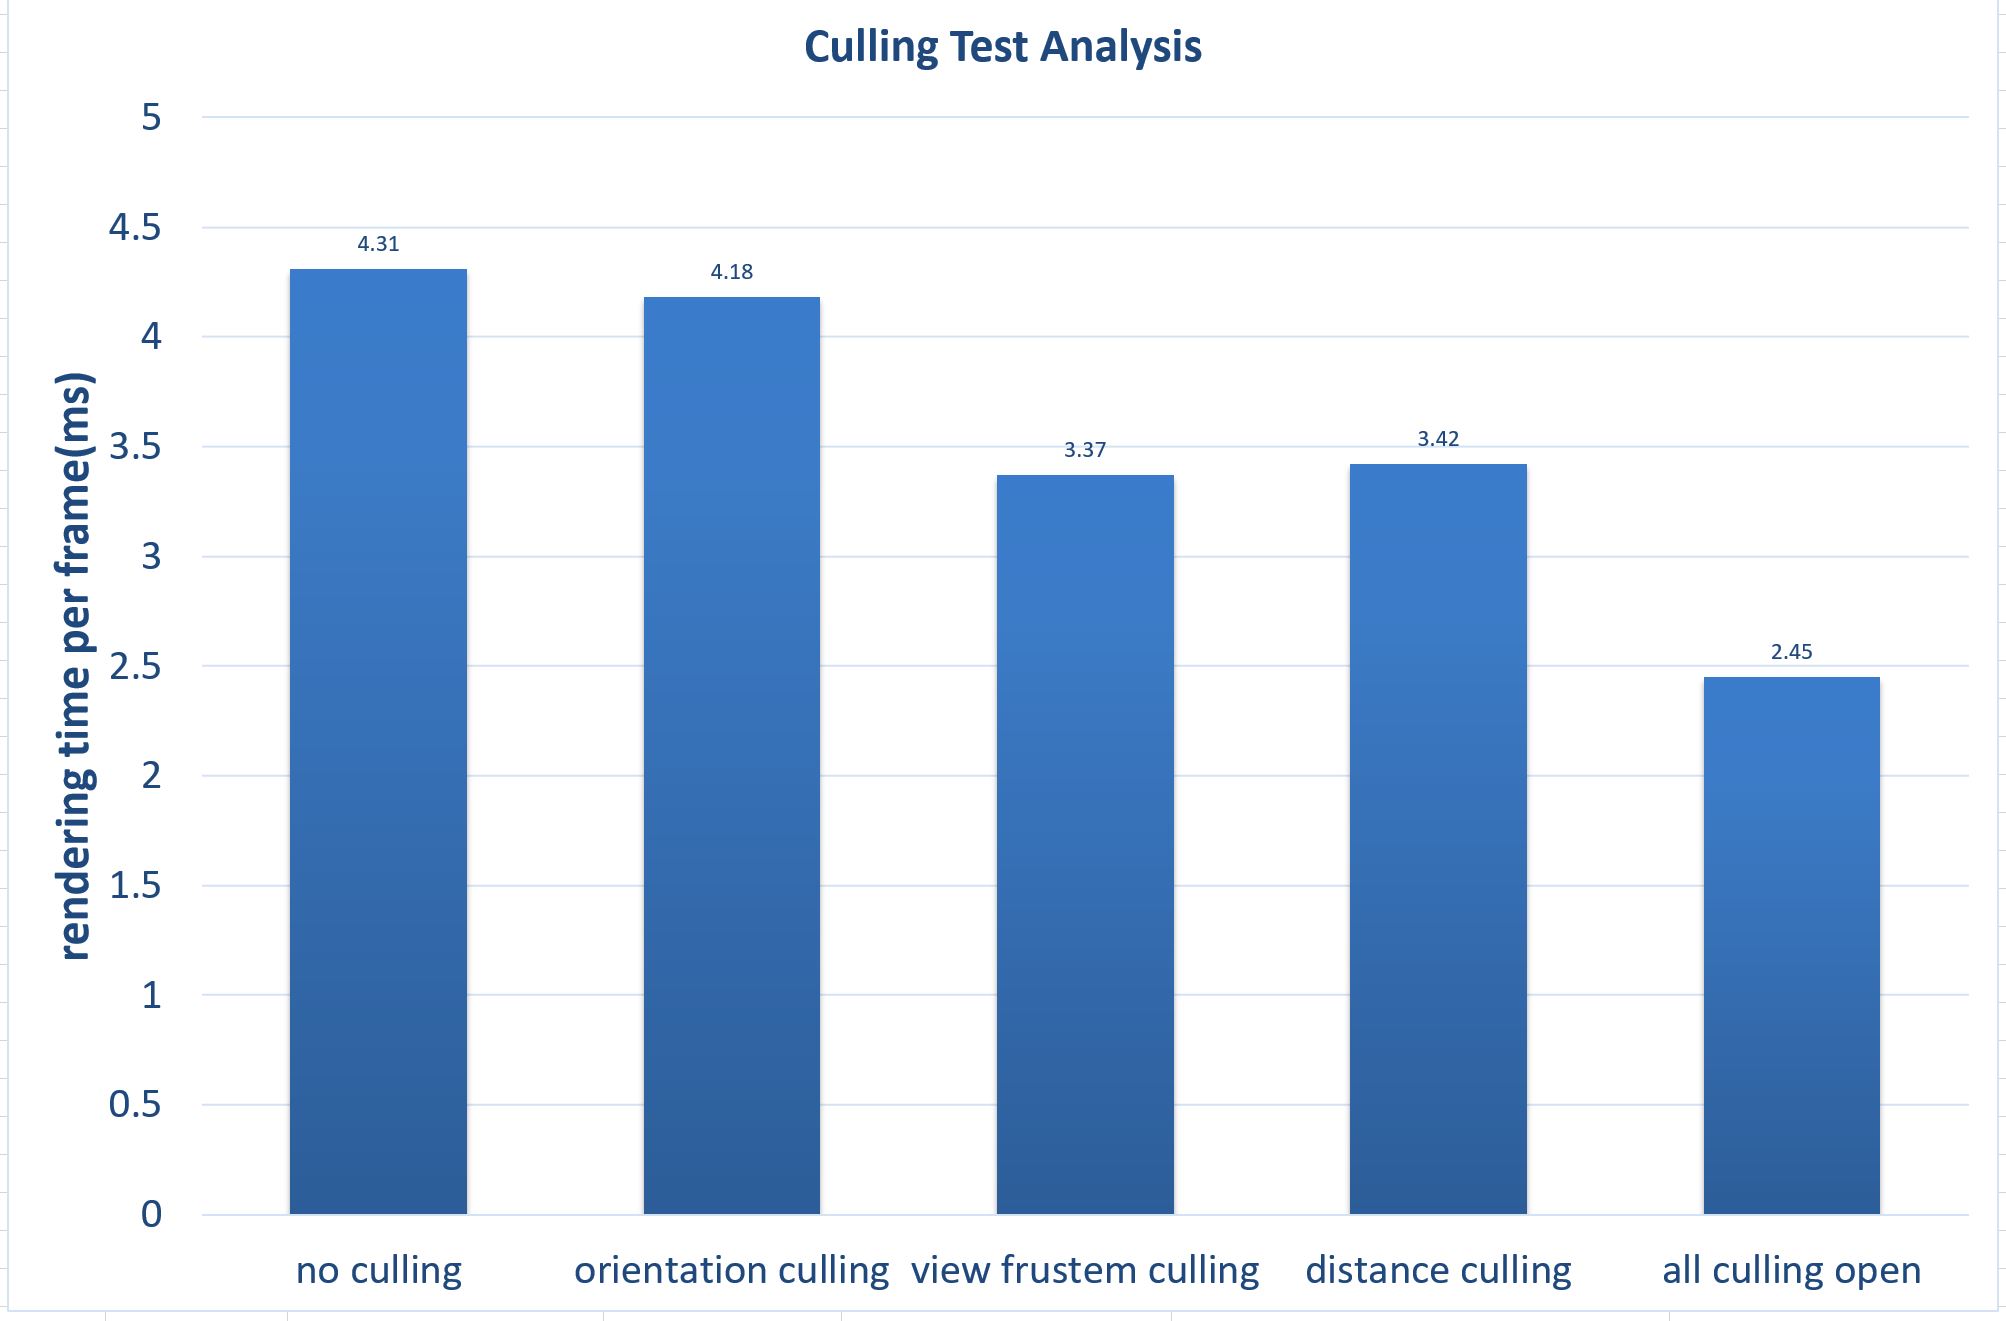 Culling Test Analysis
5
4.5
4
3.5
3
2.5
2
1.5
1
0.5
0
rendering time per frame(ms)
4.31
4.18
3.37
3.42
2.45
no culling
orientation culling
view frustem culling
distance culling
all culling open